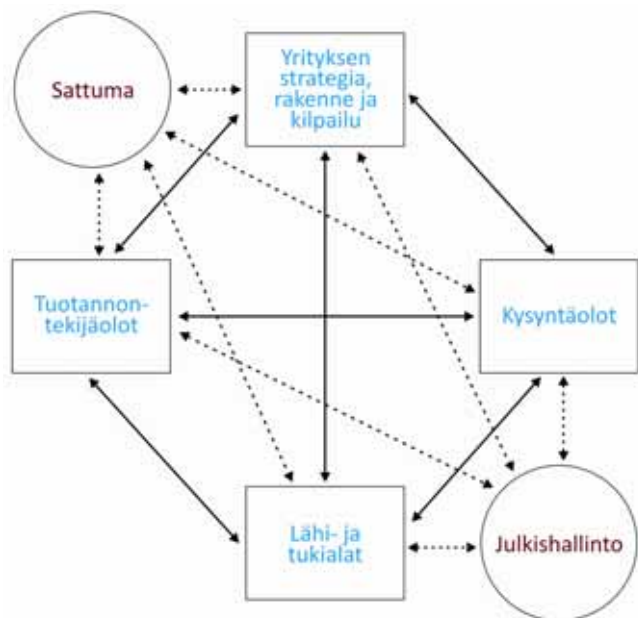 Sattuma
Yrityksen
strategia,
rakenne ja
kilpailu
Tuotannon-
tekijäolot
Kysyntäolot
Lähi- ja
tukialat
Julkishallinto